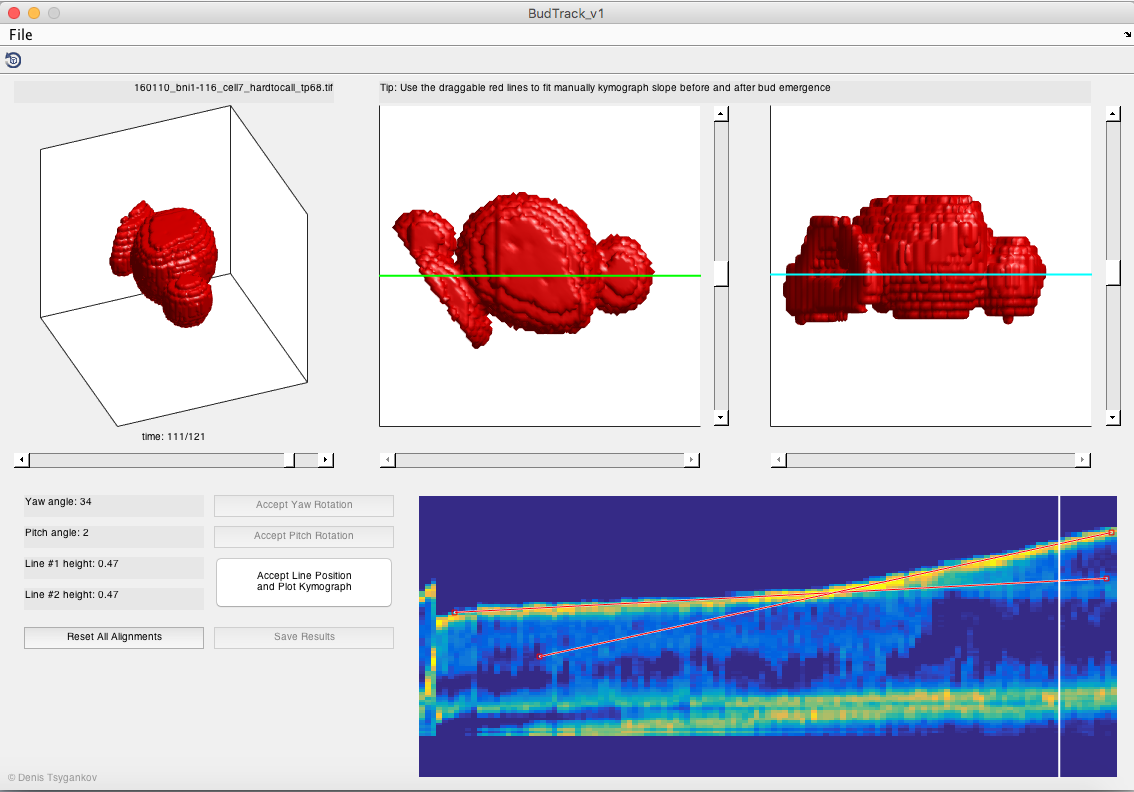 BudTrack_v1
File
160110_bni1-116_cell7_hardtocall_tp68.tif
Tip: Use the draggable red lines to fit manually kymograph slope before and after bud emergence
time: 111/121
Yaw angle: 34
Accept Yaw Rotation
Pitch angle: 2
Accept Pitch Rotation
Line #1 height: 0.47
Accept Line Position
and Plot Kymograph
Line #2 height: 0.47
Reset All Alignments
Save Results
© Denis Tsygankov